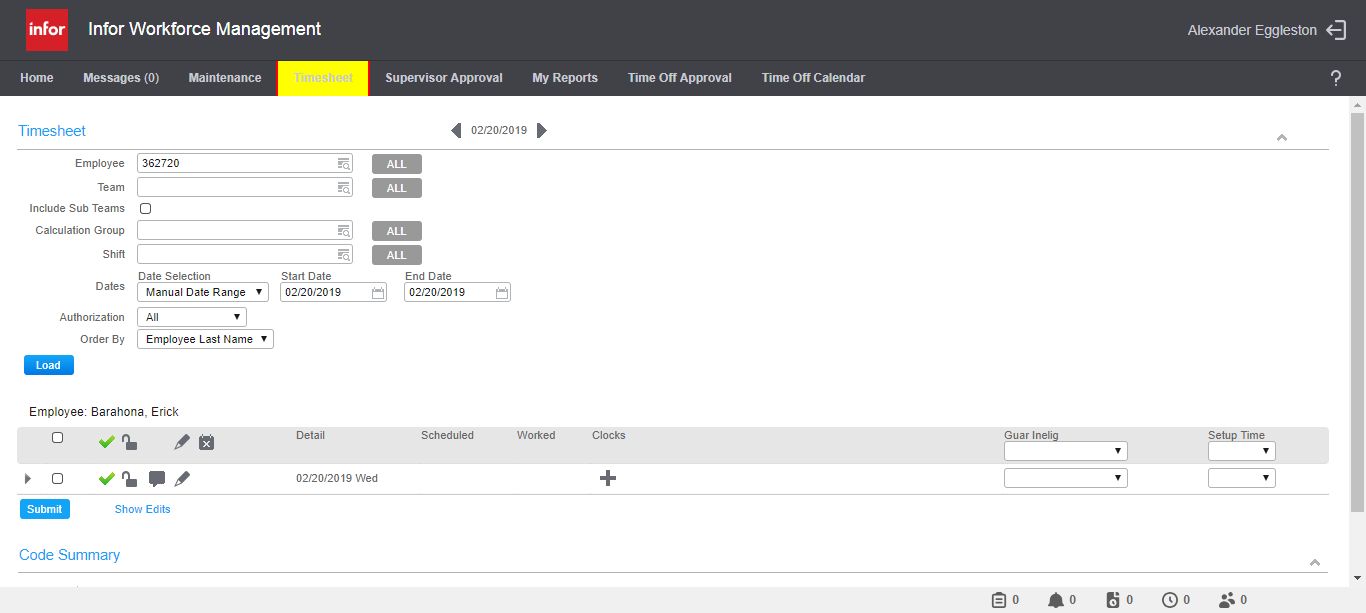 infor Infor Workforce Management Alexander Eggleston
Home Messages (0) Maintenance Timesheet Supervisor Approval My Reports Time Off Approval Time Off Calendar ?
Timesheet 02/20/2019
Employee 362720 ALL
Team ALL
Include Sub Teams
Calculation Group ALL
Shift ALL
Date Selection Start Date End Date
Dates Manual Date Range 02/20/2019 02/20/2019
Authorization All
Order By Employee Last Name
Load
Employee: Barahona, Erick
Detail Scheduled Worked Clocks Guar Inelig Setup Time
02/20/2019 Wed
Submit Show Edits
Code Summary
0 0 0 0 0